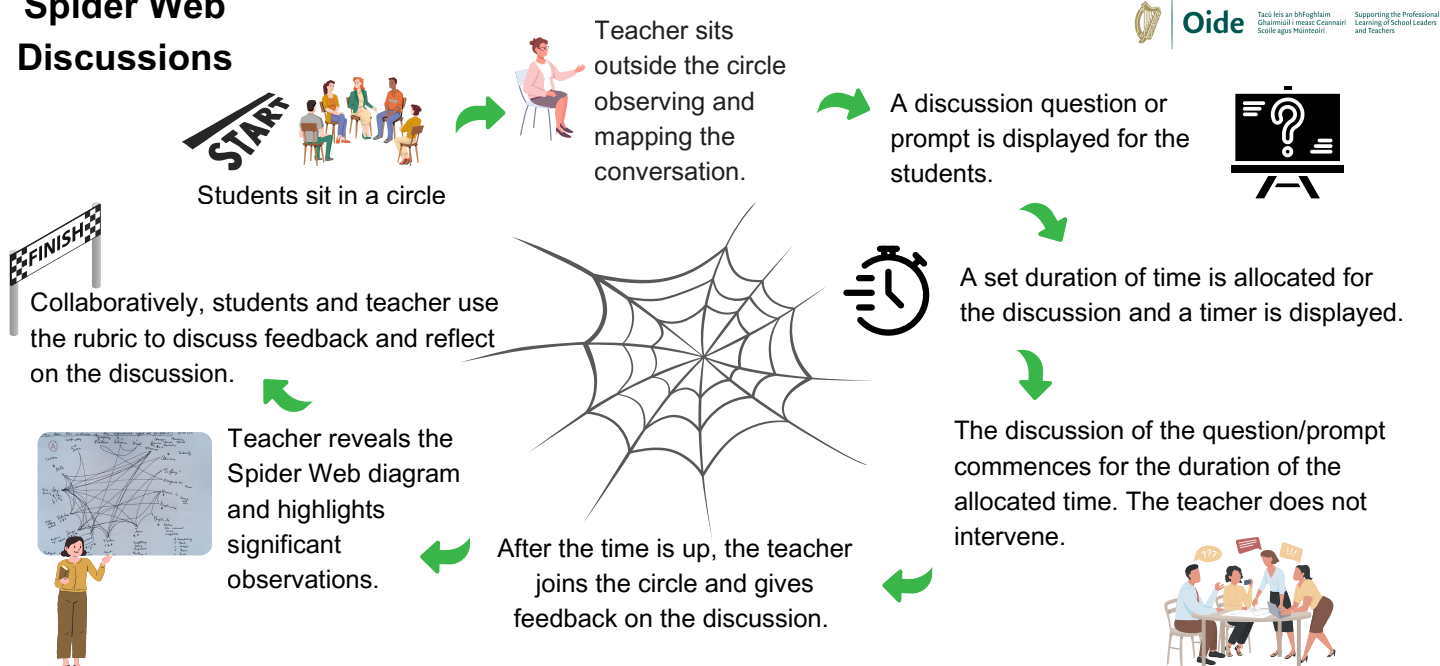 Spider Web
Discussions
Oide
Tacú leis an bhFoghlaim
Ghairmiúil i measc Ceannairí
Scoile agus Múinteoirí
Supporting the Professional
Learning of School Leaders
and Teachers
START
Students sit in a circle
Teacher sits
outside the circle
observing and
mapping the
conversation.
A discussion question or
prompt is displayed for the
students.
?
A set duration of time is allocated for
the discussion and a timer is displayed.
The discussion of the question/prompt
commences for the duration of the
allocated time. The teacher does not
intervene.
???
!!!
After the time is up, the teacher
joins the circle and gives
feedback on the discussion.
Teacher reveals the
Spider Web diagram
and highlights
significant
observations.
A
FINISH
Collaboratively, students and teacher use
the rubric to discuss feedback and reflect
on the discussion.